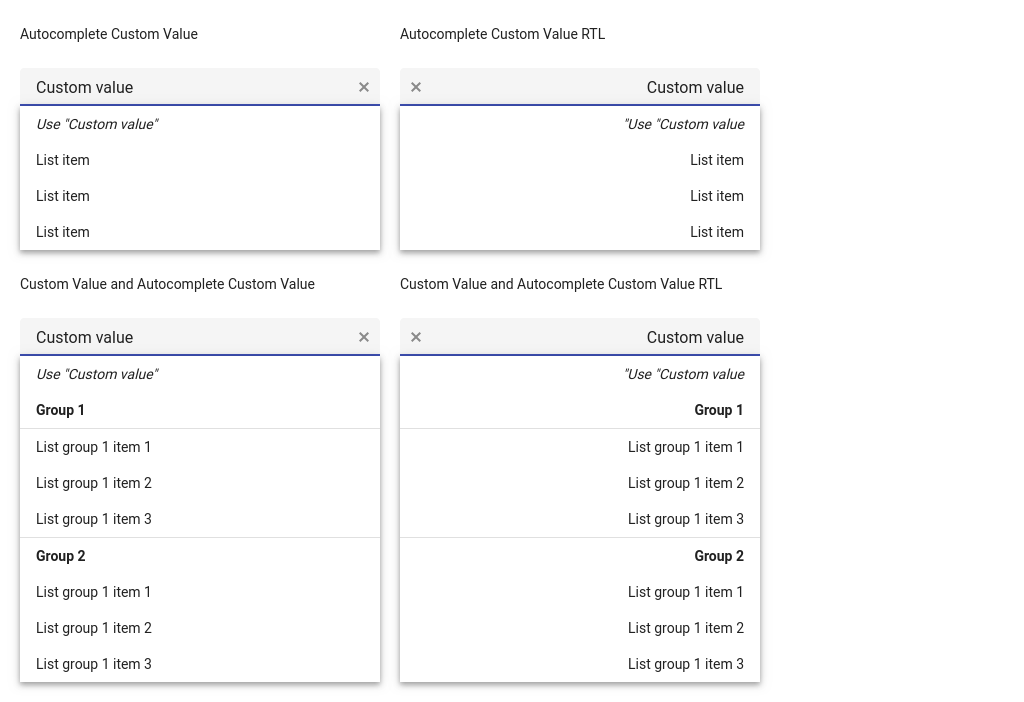 Autocomplete Custom Value
Custom value ×
Use "Custom value"
List item
List item
List item
Autocomplete Custom Value RTL
× Custom value
"Use "Custom value
List item
List item
List item
Custom Value and Autocomplete Custom Value
Custom value ×
Use "Custom value"
Group 1
List group 1 item 1
List group 1 item 2
List group 1 item 3
Group 2
List group 1 item 1
List group 1 item 2
List group 1 item 3
Custom Value and Autocomplete Custom Value RTL
× Custom value
"Use "Custom value
Group 1
List group 1 item 1
List group 1 item 2
List group 1 item 3
Group 2
List group 1 item 1
List group 1 item 2
List group 1 item 3